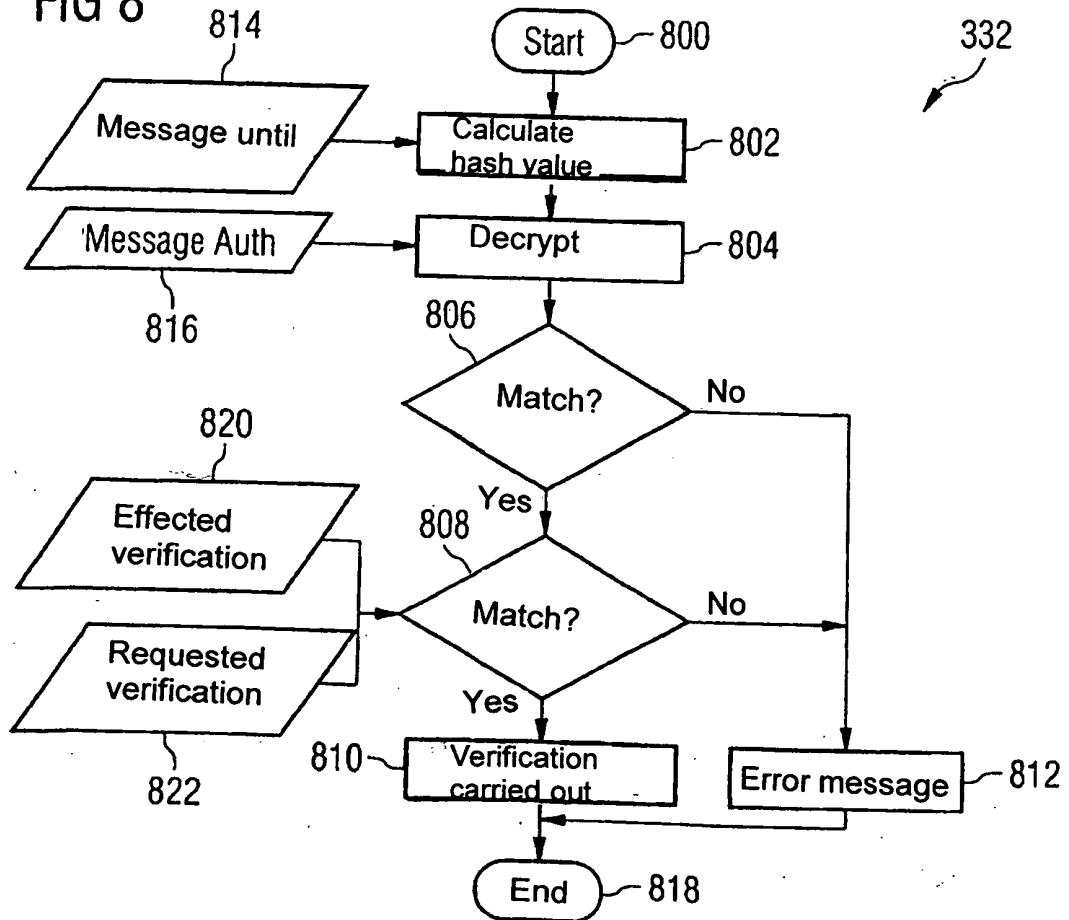 FIG 8
814
Start
800
332
Message until
Calculate
hash value
802
Message Auth
Decrypt
804
816
806
Match?
No
820
Yes
Effected
verification
808
Match?
No
Requested
verification
Yes
822
810
Verification
carried out
Error message
812
End
818